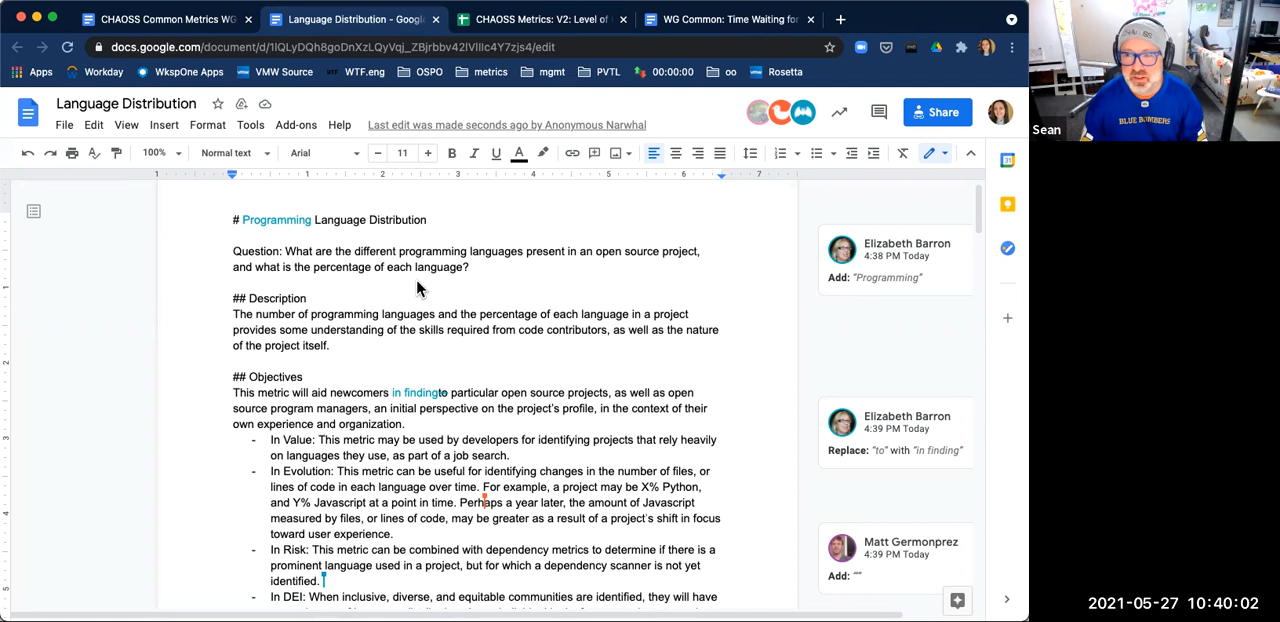 CHAOSS Common Metrics WG
Language Distribution - Google
CHAOSS Metrics: V2: Level of
WG Common: Time Waiting for
docs.google.com/document/d/1IQLyDQh8goDnXzLQyVqj_ZBjrbbv42IVIIIc4Y7zjs4/edit
Apps
Workday
WkspOne Apps
VMW Source
WTF.eng
OSPO
metrics
mgmt
PVTL
00:00:00
oo
Rosetta
Language Distribution
File Edit View Insert Format Tools Add-ons Help Last edit was made seconds ago by Anonymous Narwhal
Share
100% Normal text Arial 11 B I U A
1 1 2 3 4 5 6 7
# Programming Language Distribution
Question: What are the different programming languages present in an open source project,
and what is the percentage of each language?
## Description
The number of programming languages and the percentage of each language in a project
provides some understanding of the skills required from code contributors, as well as the nature
of the project itself.
## Objectives
This metric will aid newcomers in findingto particular open source projects, as well as open
source program managers, an initial perspective on the project's profile, in the context of their
own experience and organization.
- In Value: This metric may be used by developers for identifying projects that rely heavily
on languages they use, as part of a job search.
- In Evolution: This metric can be useful for identifying changes in the number of files, or
lines of code in each language over time. For example, a project may be X% Python,
and Y% Javascript at a point in time. Perhaps a year later, the amount of Javascript
measured by files, or lines of code, may be greater as a result of a project's shift in focus
toward user experience.
- In Risk: This metric can be combined with dependency metrics to determine if there is a
prominent language used in a project, but for which a dependency scanner is not yet
identified.
- In DEI: When inclusive, diverse, and equitable communities are identified, they will have
Elizabeth Barron
4:38 PM Today
Add: "Programming"
Elizabeth Barron
4:39 PM Today
Replace: "to" with "in finding"
Matt Germonprez
4:39 PM Today
Add: ""
CHAOSS
BLUE BOMBERS
Sean
2021-05-27 10:40:02